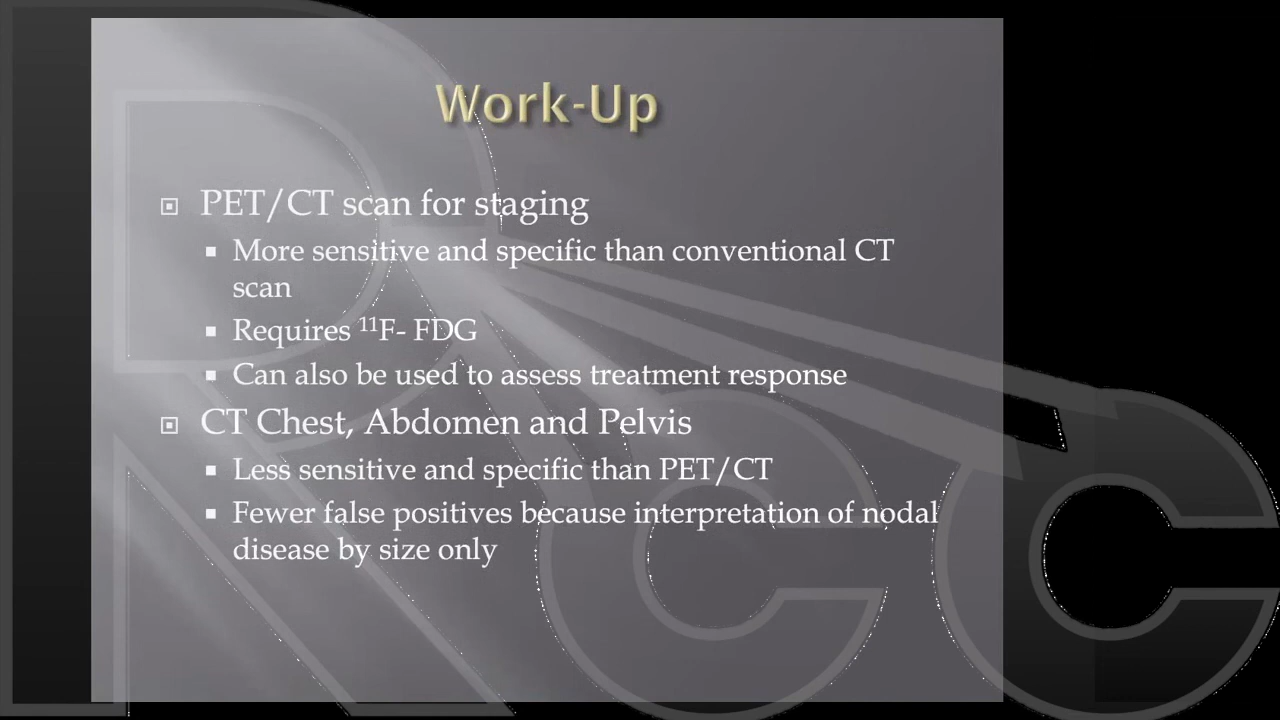 Work-Up
PET/CT scan for staging
More sensitive and specific than conventional CT
scan
Requires ¹¹F- FDG
Can also be used to assess treatment response
CT Chest, Abdomen and Pelvis
Less sensitive and specific than PET/CT
Fewer false positives because interpretation of nodal
disease by size only
RCC